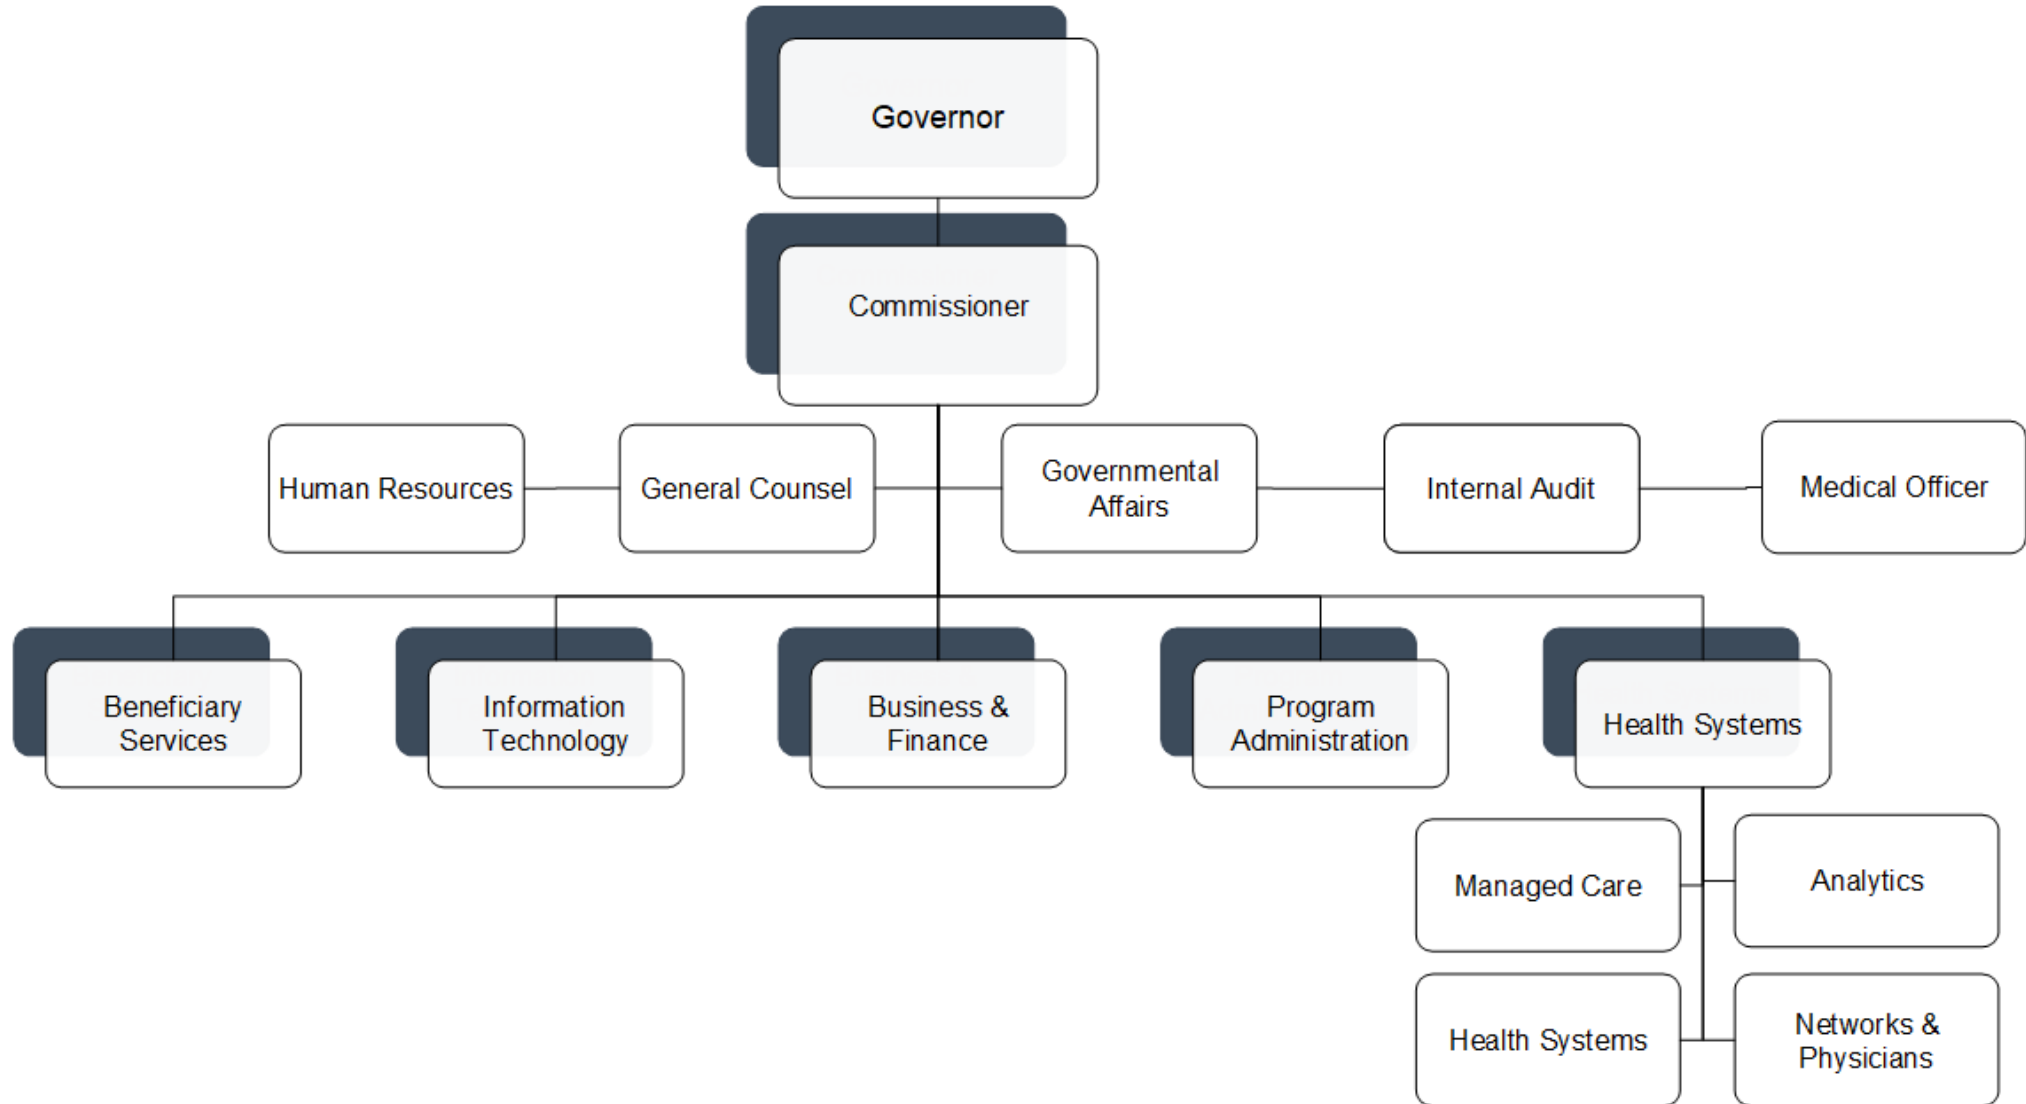 Governor
Commissioner
Human Resources
General Counsel
Governmental
Affairs
Internal Audit
Medical Officer
Beneficiary
Services
Information
Technology
Business &
Finance
Program
Administration
Health Systems
Managed Care
Analytics
Health Systems
Networks &
Physicians